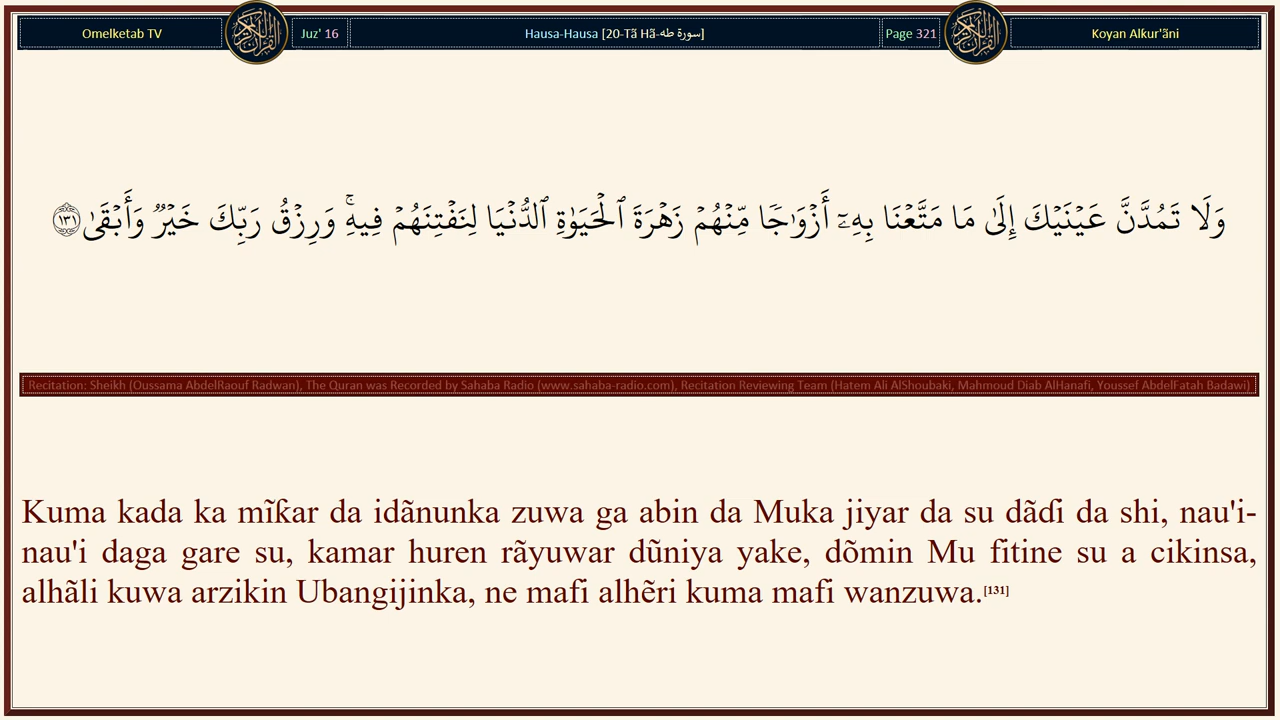 Omelketab TV
Juz' 16
Hausa-Hausa [20-Tã Hã-سورة طه]
Page 321
Koyan Alƙur'ãni
وَلَا تَمُدَّنَّ عَيۡنَيۡكَ إِلَىٰ مَا مَتَّعۡنَا بِهِۦٓ أَزۡوَٰجٗا مِّنۡهُمۡ زَهۡرَةَ ٱلۡحَيَوٰةِ ٱلدُّنۡيَا لِنَفۡتِنَهُمۡ فِيهِۚ وَرِزۡقُ رَبِّكَ خَيۡرٞ وَأَبۡقَىٰ ١٣١
Recitation: Sheikh (Oussama AbdelRaouf Radwan), The Quran was Recorded by Sahaba Radio (www.sahaba-radio.com), Recitation Reviewing Team (Hatem Ali AlShoubaki, Mahmoud Diab AlHanafi, Youssef AbdelFatah Badawi)
Kuma kada ka mĩƙar da idãnunka zuwa ga abin da Muka jiyar da su dãɗi da shi, nau'i-
nau'i daga gare su, kamar huren rãyuwar dũniya yake, dõmin Mu fitine su a cikinsa,
alhãli kuwa arzikin Ubangijinka, ne mafi alhẽri kuma mafi wanzuwa.[131]